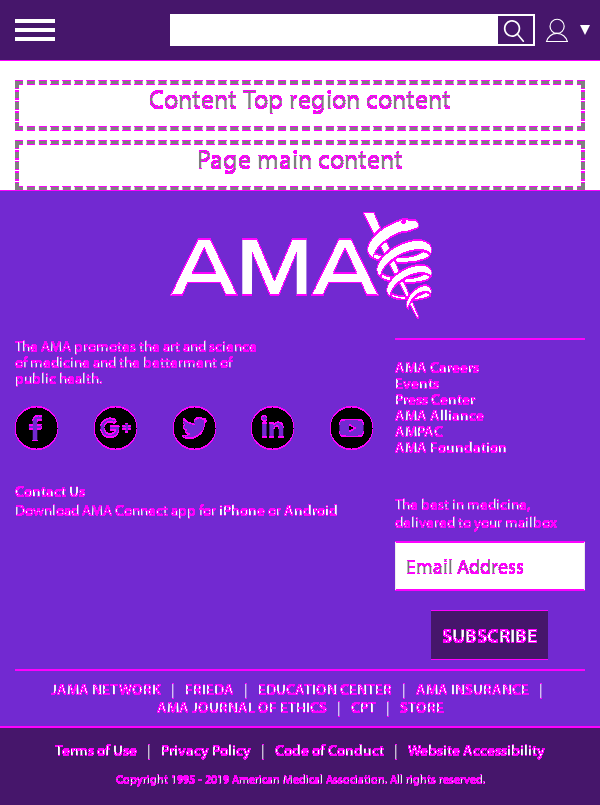 Content Top region content
Page main content
AMA
The AMA promotes the art and science
of medicine and the betterment of
public health.
Contact Us
Download AMA Connect app for iPhone or Android
AMA Careers
Events
Press Center
AMA Alliance
AMPAC
AMA Foundation
The best in medicine,
delivered to your mailbox
Email Address
SUBSCRIBE
JAMA NETWORK | FRIEDA | EDUCATION CENTER | AMA INSURANCE |
AMA JOURNAL OF ETHICS | CPT | STORE
Terms of Use | Privacy Policy | Code of Conduct | Website Accessibility
Copyright 1995 - 2019 American Medical Association. All rights reserved.